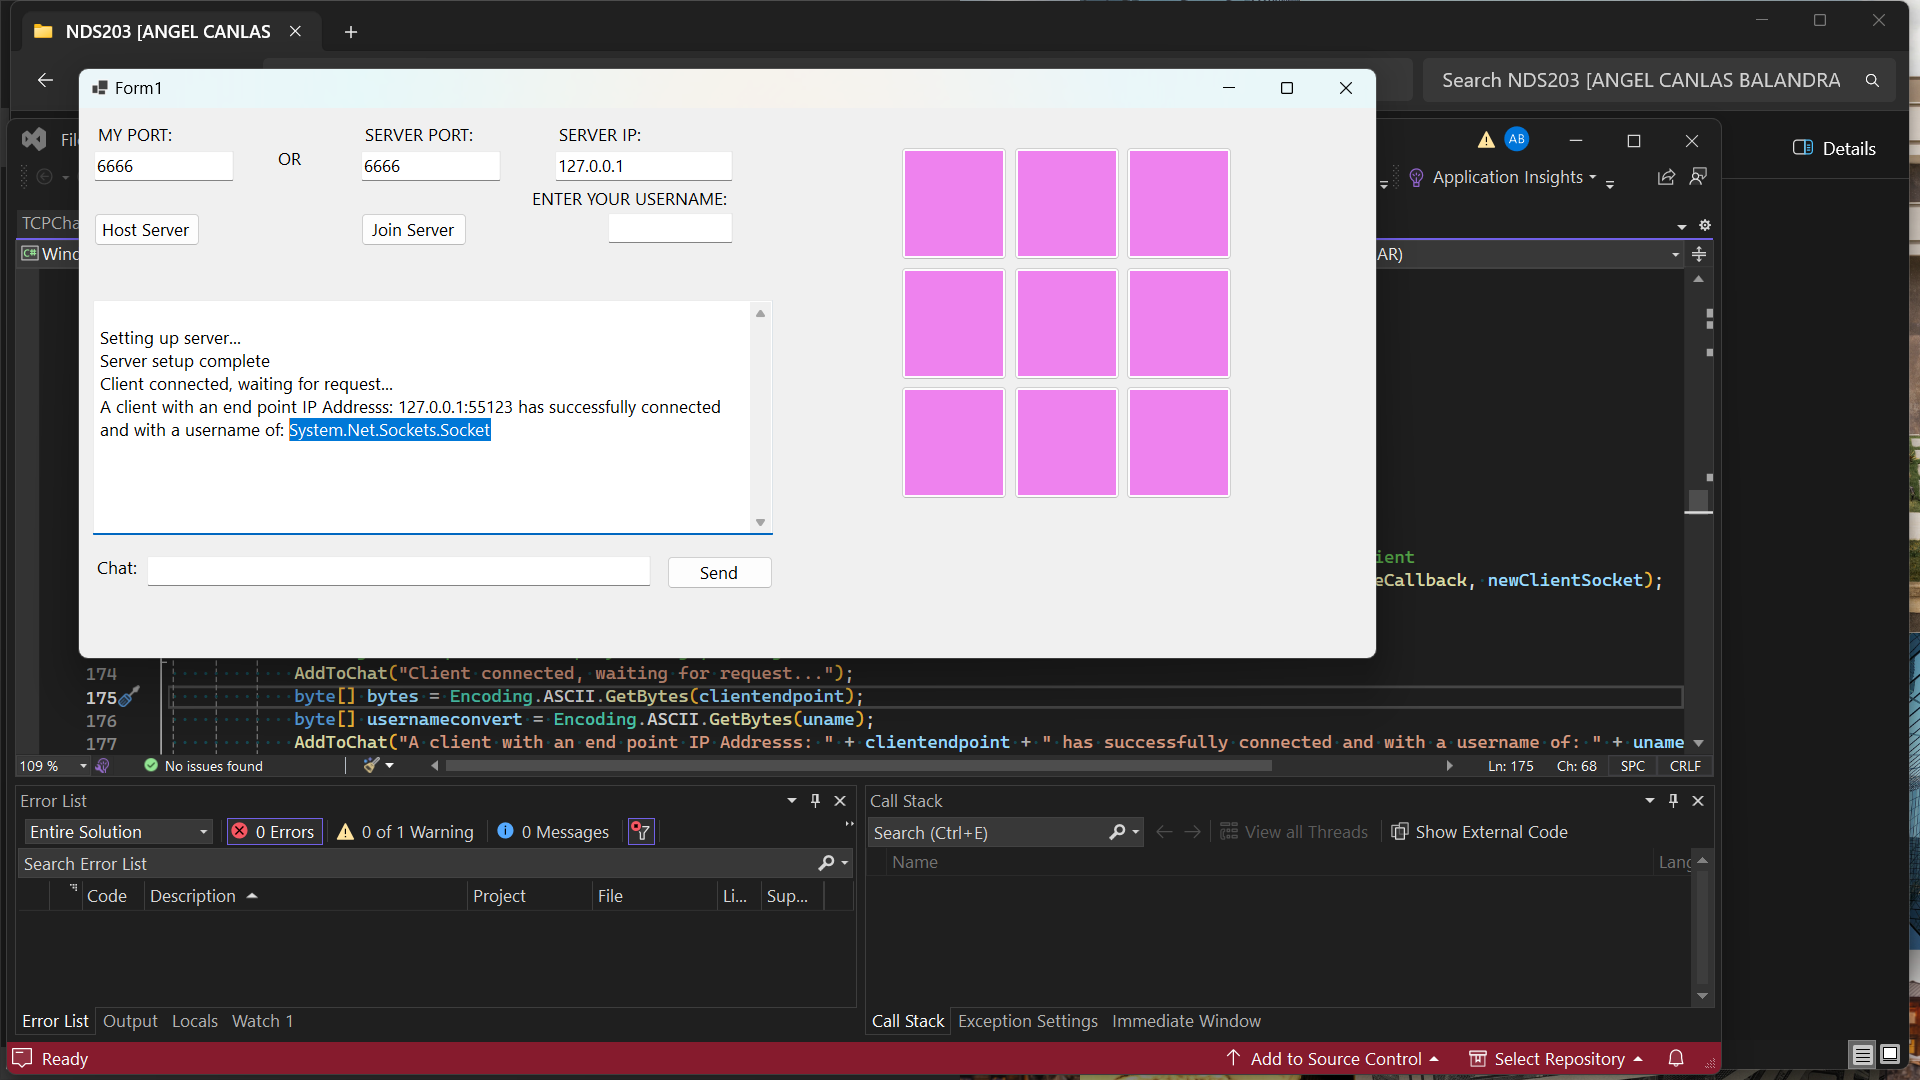 NDS203 [ANGEL CANLAS
Search NDS203 [ANGEL CANLAS BALANDRA
Details
Form1
MY PORT:
OR
SERVER PORT:
SERVER IP:
6666
6666
127.0.0.1
ENTER YOUR USERNAME:
Host Server
Join Server
Setting up server...
Server setup complete
Client connected, waiting for request...
A client with an end point IP Addresss: 127.0.0.1:55123 has successfully connected
and with a username of: System.Net.Sockets.Socket
Chat:
Send
AB
Application Insights
TCPCha
C# Wind
AR)
ient
eCallback, newClientSocket);
174 AddToChat("Client connected, waiting for request...");
175 byte[] bytes = Encoding.ASCII.GetBytes(clientendpoint);
176 byte[] usernameconvert = Encoding.ASCII.GetBytes(uname);
177 AddToChat("A client with an end point IP Addresss: " + clientendpoint + " has successfully connected and with a username of: " + uname
109 %
No issues found
Ln: 175 Ch: 68 SPC CRLF
Error List
Entire Solution
0 Errors
0 of 1 Warning
0 Messages
Search Error List
Code Description Project File Li... Sup...
Error List Output Locals Watch 1
Call Stack
Search (Ctrl+E)
View all Threads
Show External Code
Name
Lang
Call Stack Exception Settings Immediate Window
Ready
Add to Source Control
Select Repository